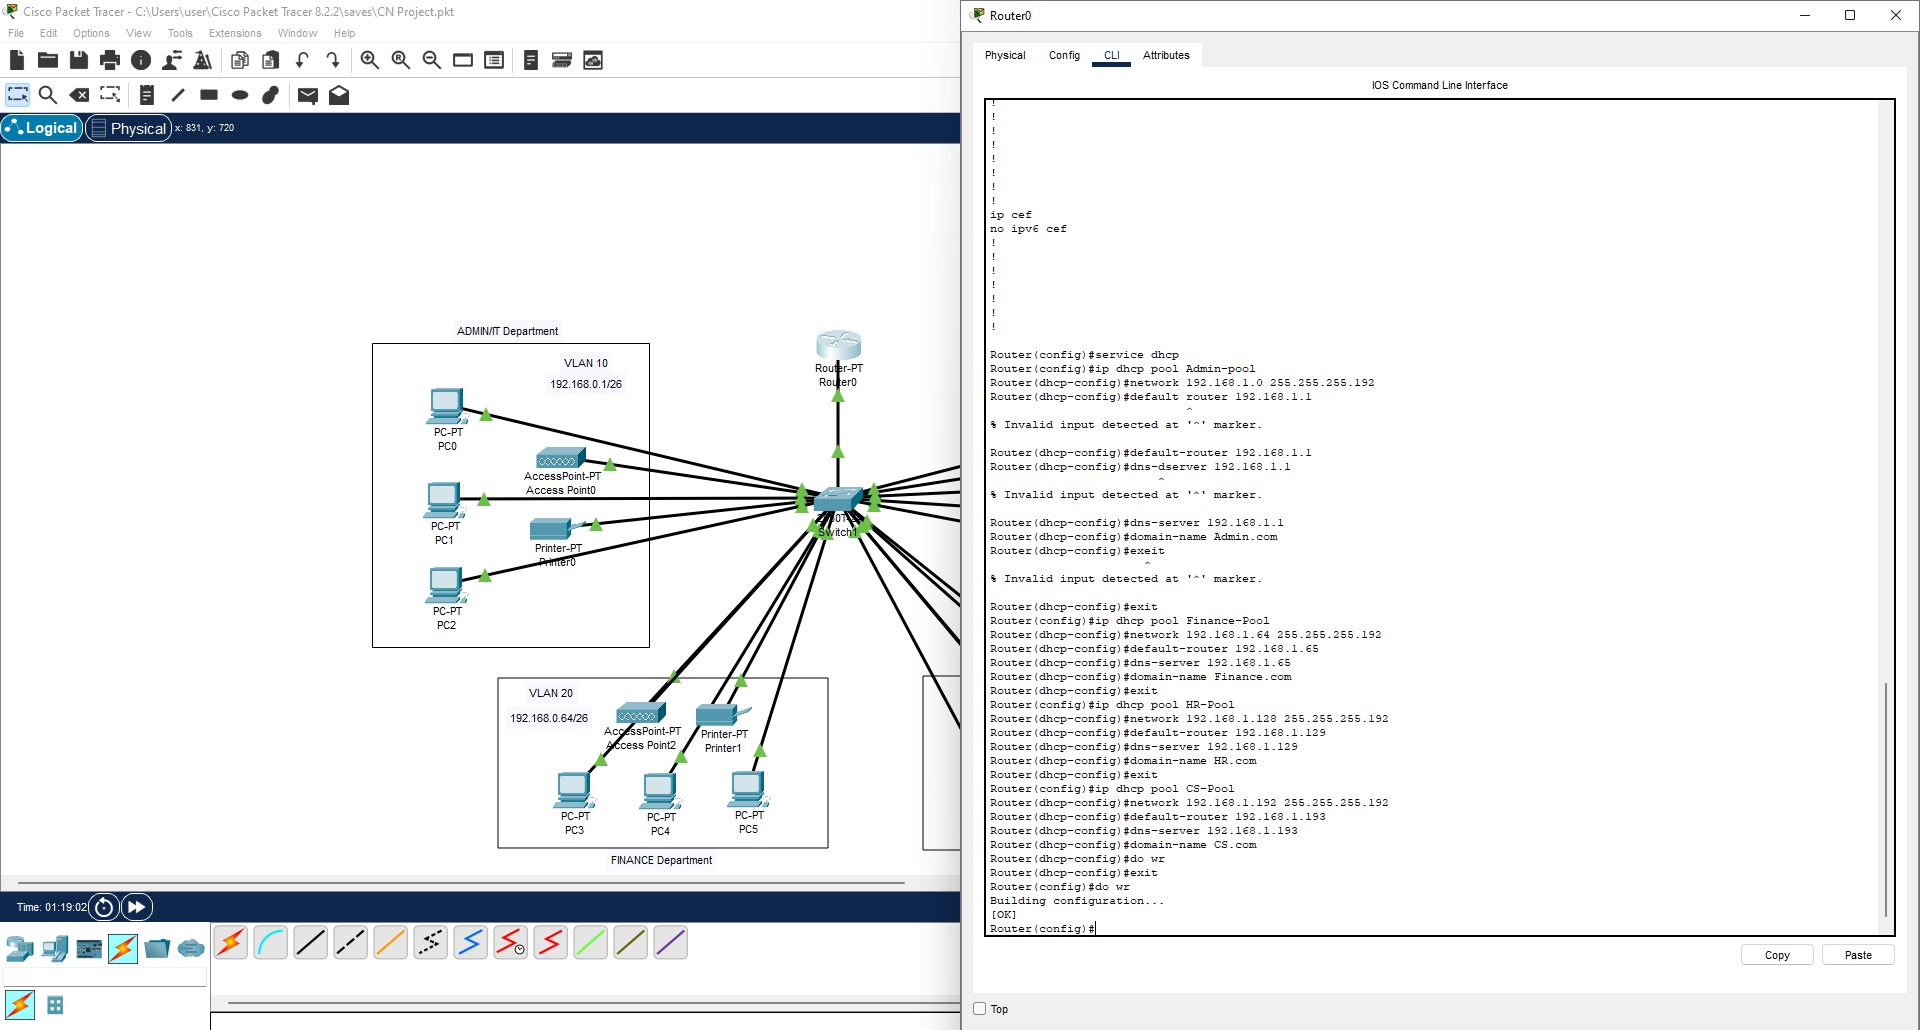 Cisco Packet Tracer - C:\Users\user\Cisco Packet Tracer 8.2.2\saves\CN Project.pkt
File Edit Options View Tools Extensions Window Help
Logical Physical x: 831, y: 720
ADMIN/IT Department
VLAN 10
192.168.0.1/26
PC-PT
PC0
AccessPoint-PT
Access Point0
PC-PT
PC1
Printer-PT
Printer0
PC-PT
PC2
Router-PT
Router0
Switch1
VLAN 20
192.168.0.64/26
AccessPoint-PT
Access Point2
Printer-PT
Printer1
PC-PT
PC3
PC-PT
PC4
PC-PT
PC5
FINANCE Department
Time: 01:19:02
Router0
Physical Config CLI Attributes
IOS Command Line Interface
!
!
!
!
!
!
!
!
ip cef
no ipv6 cef
!
!
!
!
!
!
!
Router(config)#service dhcp
Router(config)#ip dhcp pool Admin-pool
Router(dhcp-config)#network 192.168.1.0 255.255.255.192
Router(dhcp-config)#default router 192.168.1.1
^
% Invalid input detected at '^' marker.
Router(dhcp-config)#default-router 192.168.1.1
Router(dhcp-config)#dns-dserver 192.168.1.1
^
% Invalid input detected at '^' marker.
Router(dhcp-config)#dns-server 192.168.1.1
Router(dhcp-config)#domain-name Admin.com
Router(dhcp-config)#exeit
^
% Invalid input detected at '^' marker.
Router(dhcp-config)#exit
Router(config)#ip dhcp pool Finance-Pool
Router(dhcp-config)#network 192.168.1.64 255.255.255.192
Router(dhcp-config)#default-router 192.168.1.65
Router(dhcp-config)#dns-server 192.168.1.65
Router(dhcp-config)#domain-name Finance.com
Router(dhcp-config)#exit
Router(config)#ip dhcp pool HR-Pool
Router(dhcp-config)#network 192.168.1.128 255.255.255.192
Router(dhcp-config)#default-router 192.168.1.129
Router(dhcp-config)#dns-server 192.168.1.129
Router(dhcp-config)#domain-name HR.com
Router(dhcp-config)#exit
Router(config)#ip dhcp pool CS-Pool
Router(dhcp-config)#network 192.168.1.192 255.255.255.192
Router(dhcp-config)#default-router 192.168.1.193
Router(dhcp-config)#dns-server 192.168.1.193
Router(dhcp-config)#domain-name CS.com
Router(dhcp-config)#do wr
Router(dhcp-config)#exit
Router(config)#do wr
Building configuration...
[OK]
Router(config)#
Copy Paste
Top